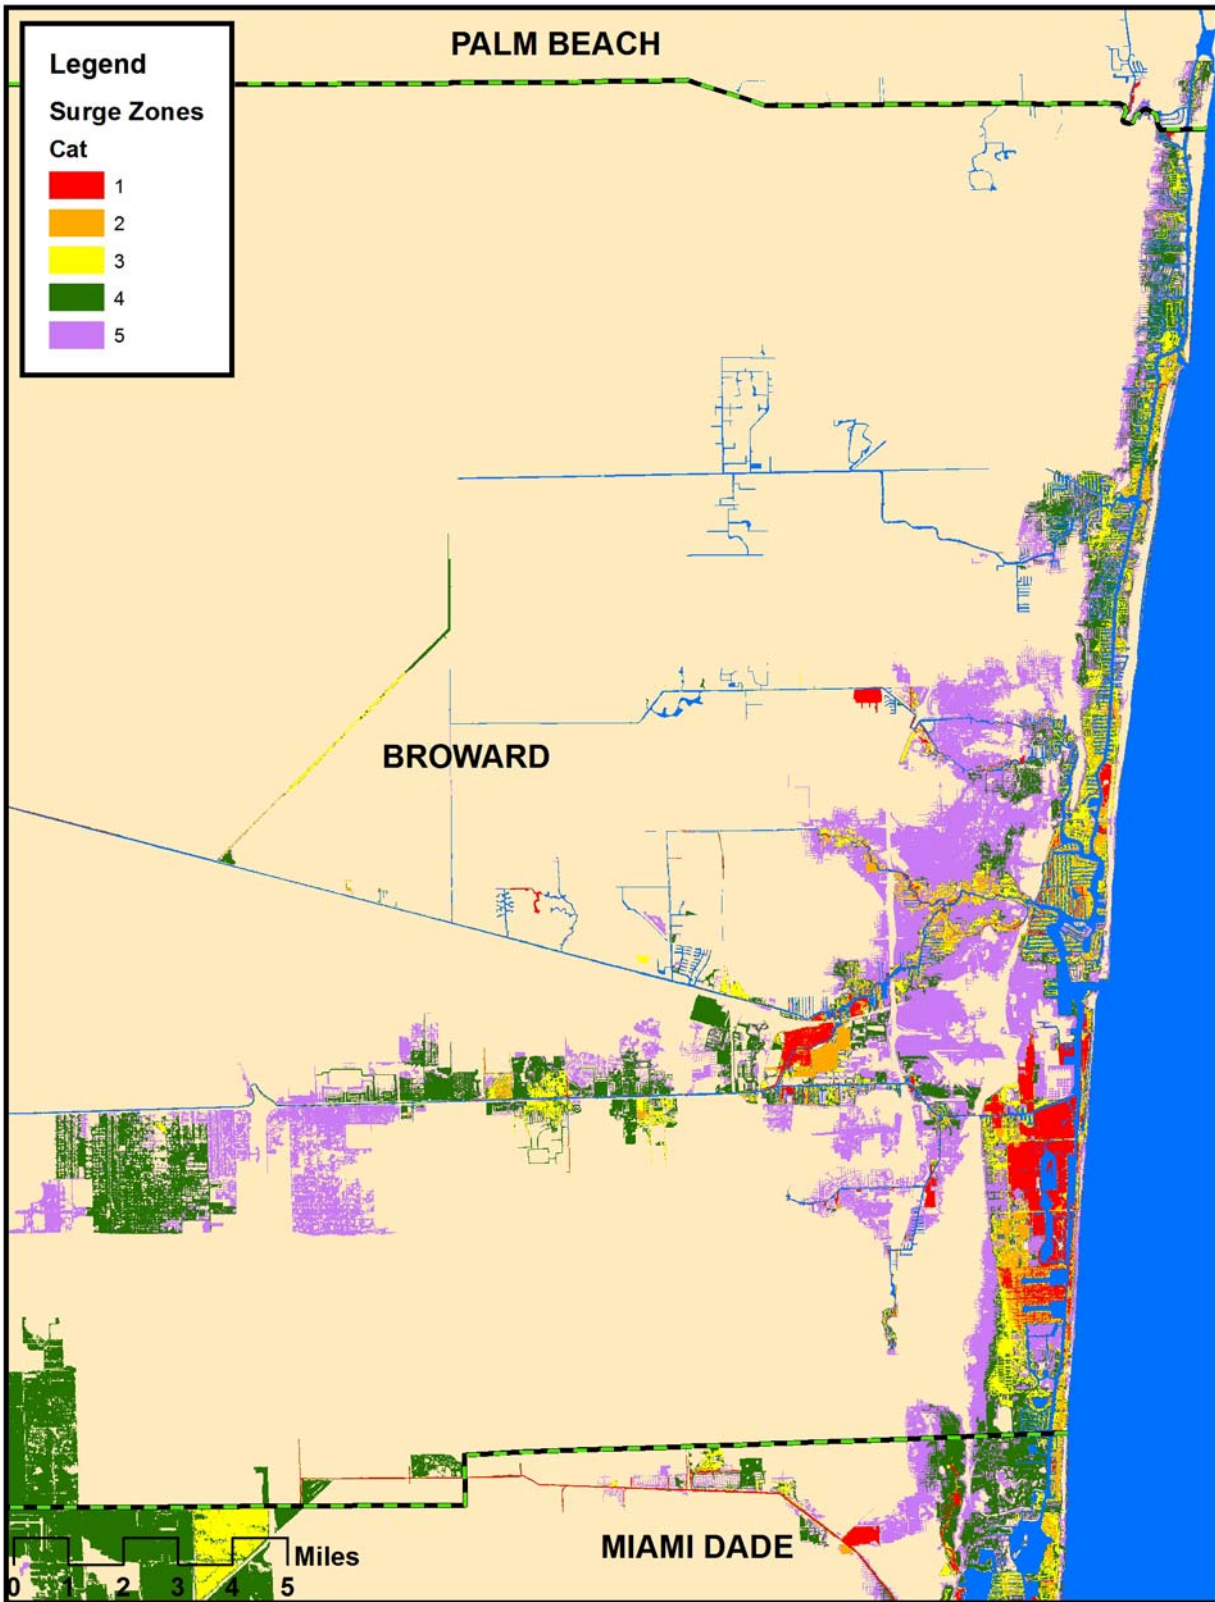 PALM BEACH
Legend
Surge Zones
Cat
1
2
3
4
5
BROWARD
MIAMI DADE
Miles
0 1 2 3 4 5